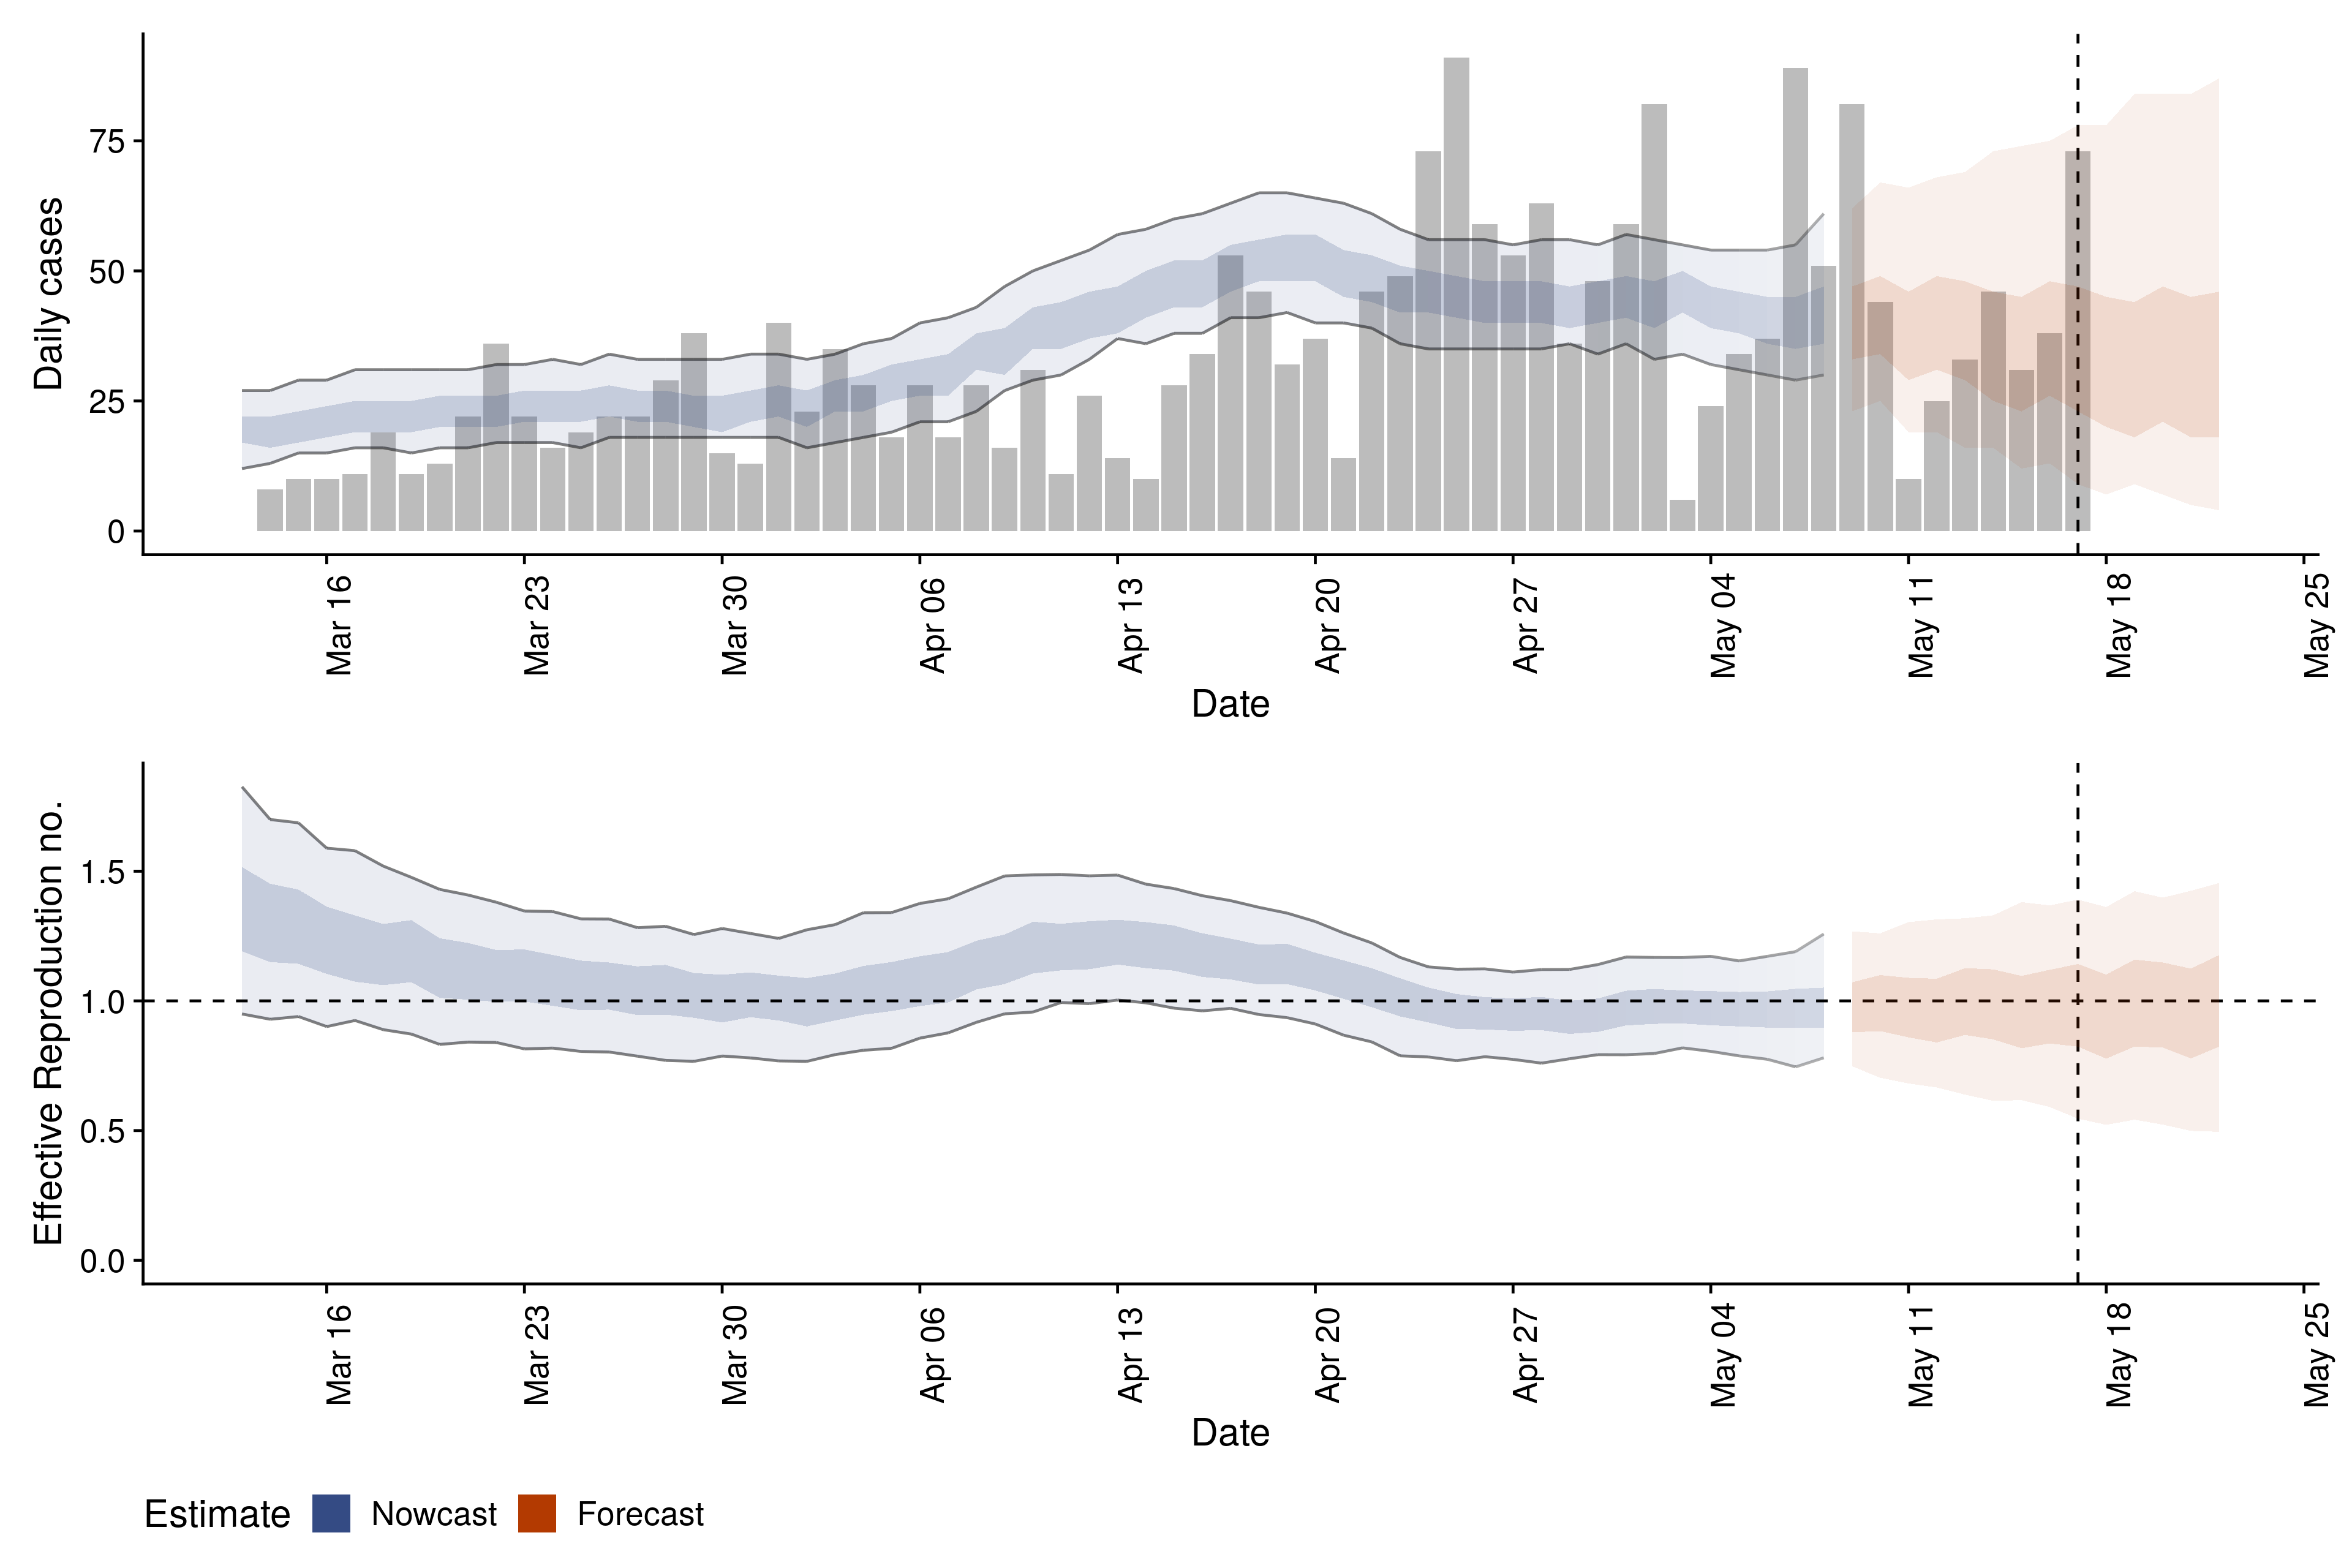 Daily cases
75
50
25
0
Mar 16
Mar 23
Mar 30
Apr 06
Apr 13
Apr 20
Apr 27
May 04
May 11
May 18
May 25
Date
Effective Reproduction no.
1.5
1.0
0.5
0.0
Mar 16
Mar 23
Mar 30
Apr 06
Apr 13
Apr 20
Apr 27
May 04
May 11
May 18
May 25
Date
Estimate Nowcast Forecast